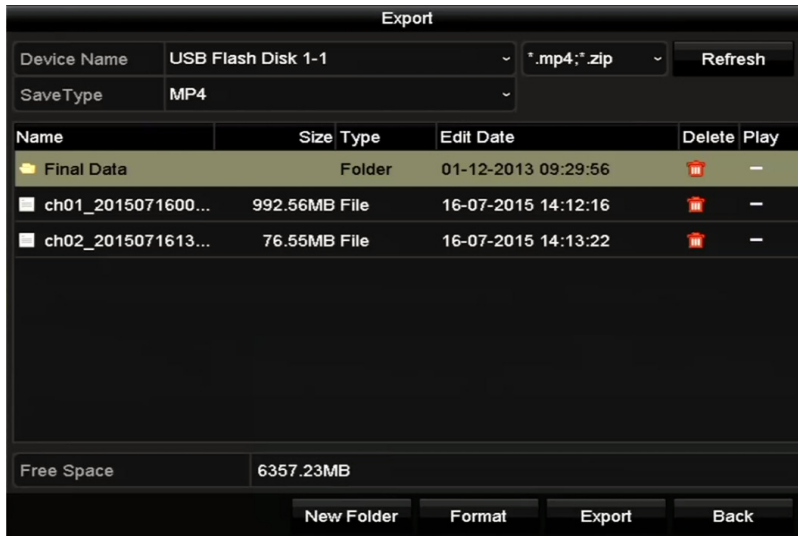 Export
Device Name USB Flash Disk 1-1 *.mp4;*.zip Refresh
SaveType MP4
Name Size Type Edit Date Delete Play
Final Data Folder 01-12-2013 09:29:56
ch01_2015071600... 992.56MB File 16-07-2015 14:12:16
ch02_2015071613... 76.55MB File 16-07-2015 14:13:22
Free Space 6357.23MB
New Folder Format Export Back